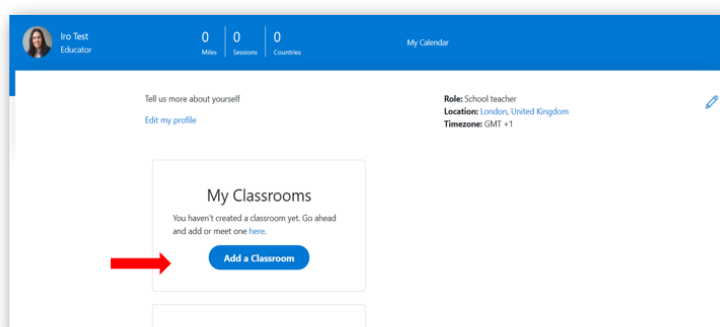 Iro Test
Educator
0 0 0
Miles Sessions Countries
My Calendar
Tell us more about yourself
Edit my profile
Role: School teacher
Location: London, United Kingdom
Timezone: GMT +1
My Classrooms
You haven't created a classroom yet. Go ahead
and add or meet one here.
Add a Classroom